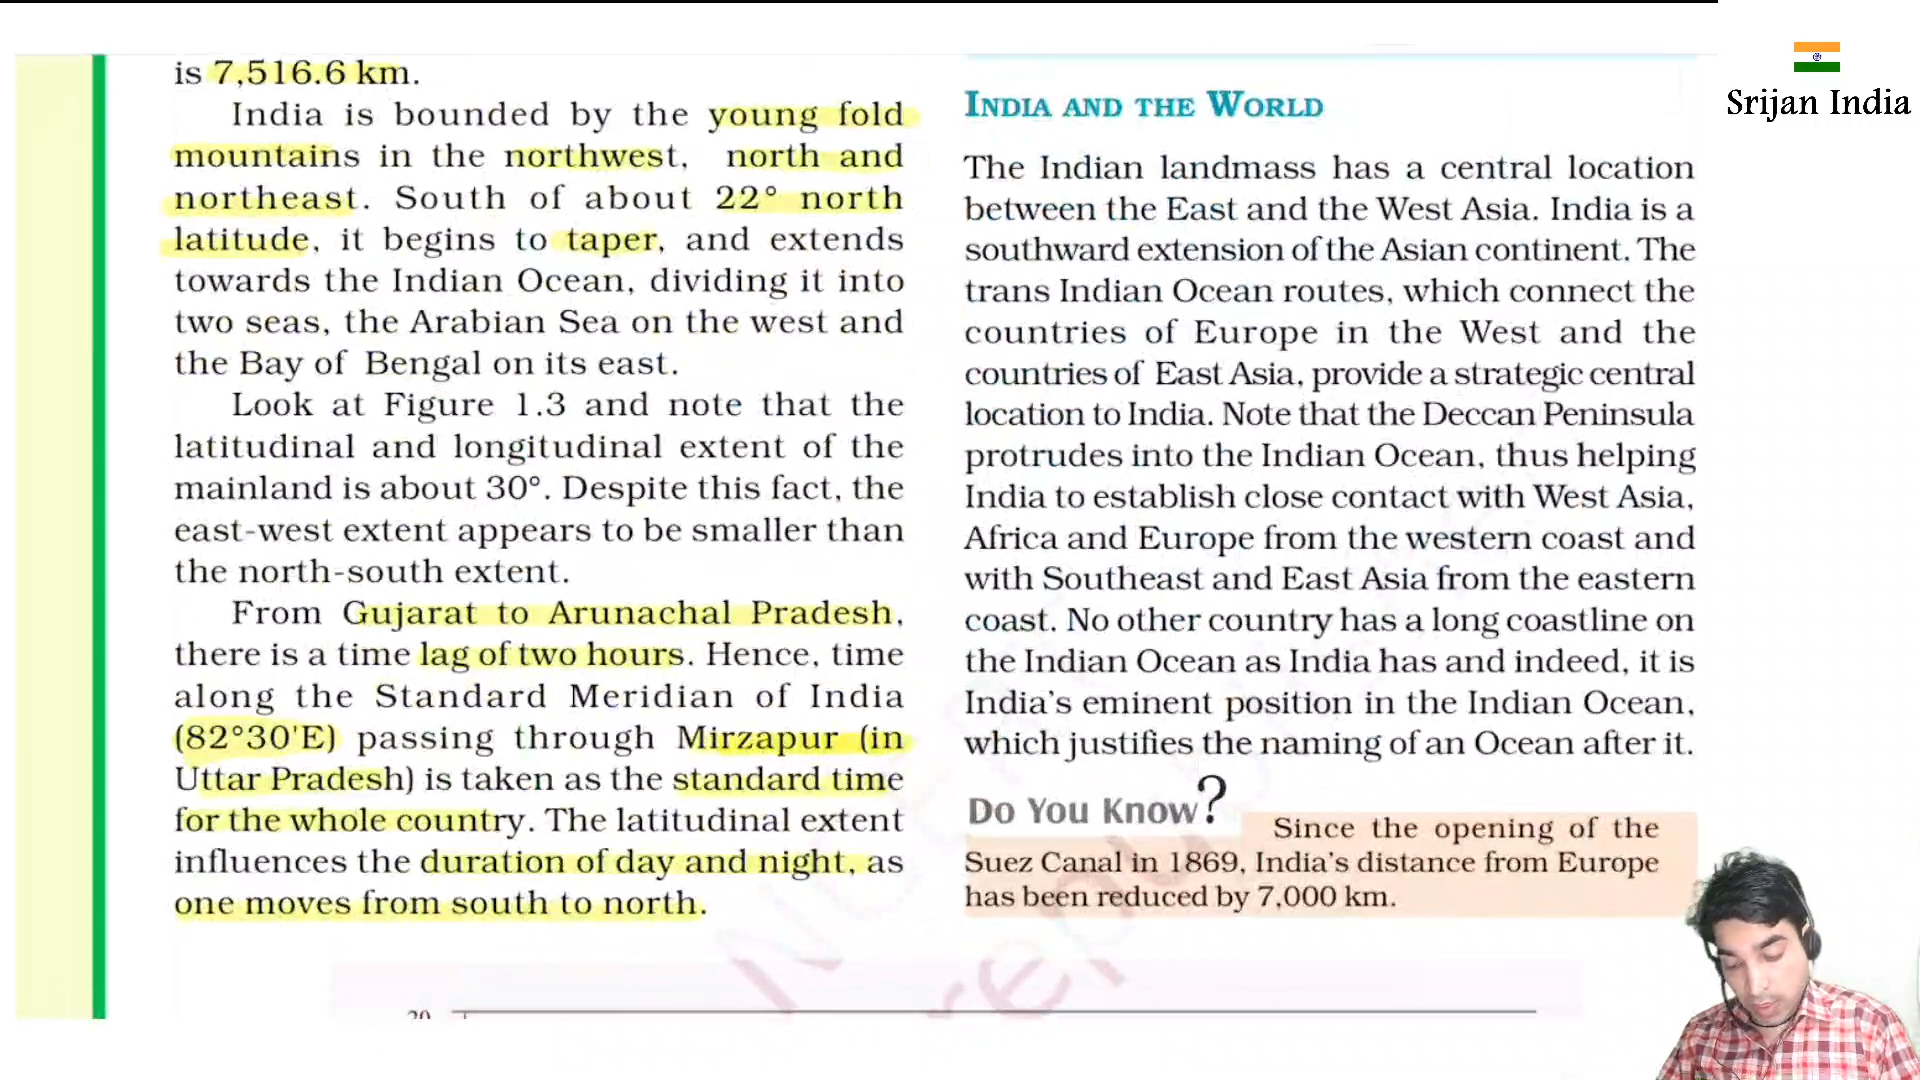 is 7,516.6 km.
India is bounded by the young fold
mountains in the northwest, north and
northeast. South of about 22° north
latitude, it begins to taper, and extends
towards the Indian Ocean, dividing it into
two seas, the Arabian Sea on the west and
the Bay of Bengal on its east.
Look at Figure 1.3 and note that the
latitudinal and longitudinal extent of the
mainland is about 30°. Despite this fact, the
east-west extent appears to be smaller than
the north-south extent.
From Gujarat to Arunachal Pradesh,
there is a time lag of two hours. Hence, time
along the Standard Meridian of India
(82°30'E) passing through Mirzapur (in
Uttar Pradesh) is taken as the standard time
for the whole country. The latitudinal extent
influences the duration of day and night, as
one moves from south to north.
INDIA AND THE WORLD
The Indian landmass has a central location
between the East and the West Asia. India is a
southward extension of the Asian continent. The
trans Indian Ocean routes, which connect the
countries of Europe in the West and the
countries of East Asia, provide a strategic central
location to India. Note that the Deccan Peninsula
protrudes into the Indian Ocean, thus helping
India to establish close contact with West Asia,
Africa and Europe from the western coast and
with Southeast and East Asia from the eastern
coast. No other country has a long coastline on
the Indian Ocean as India has and indeed, it is
India's eminent position in the Indian Ocean,
which justifies the naming of an Ocean after it.
Do You Know?
Since the opening of the
Suez Canal in 1869, India's distance from Europe
has been reduced by 7,000 km.
Srijan India